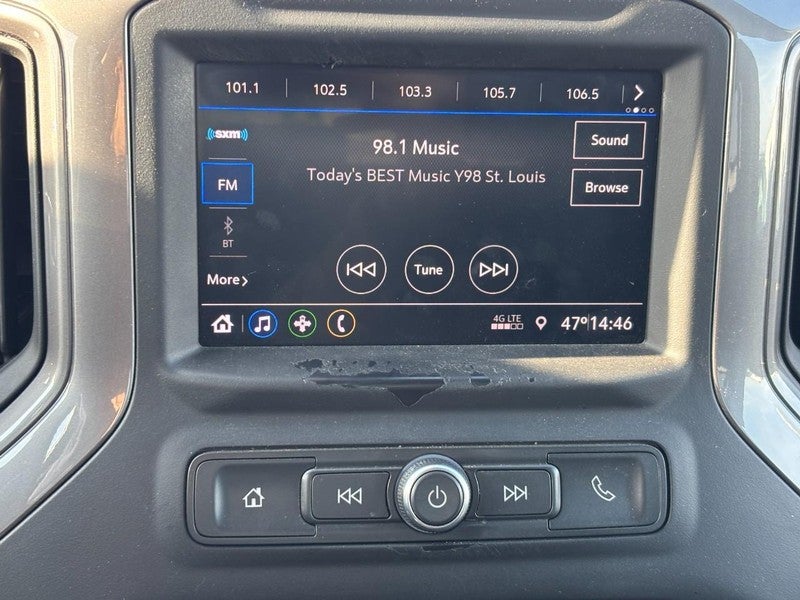 101.1 102.5 103.3 105.7 106.5
((sxm))
98.1 Music
Sound
FM
Today's BEST Music Y98 St. Louis
Browse
BT
More
Tune
4G LTE
47° 14:46